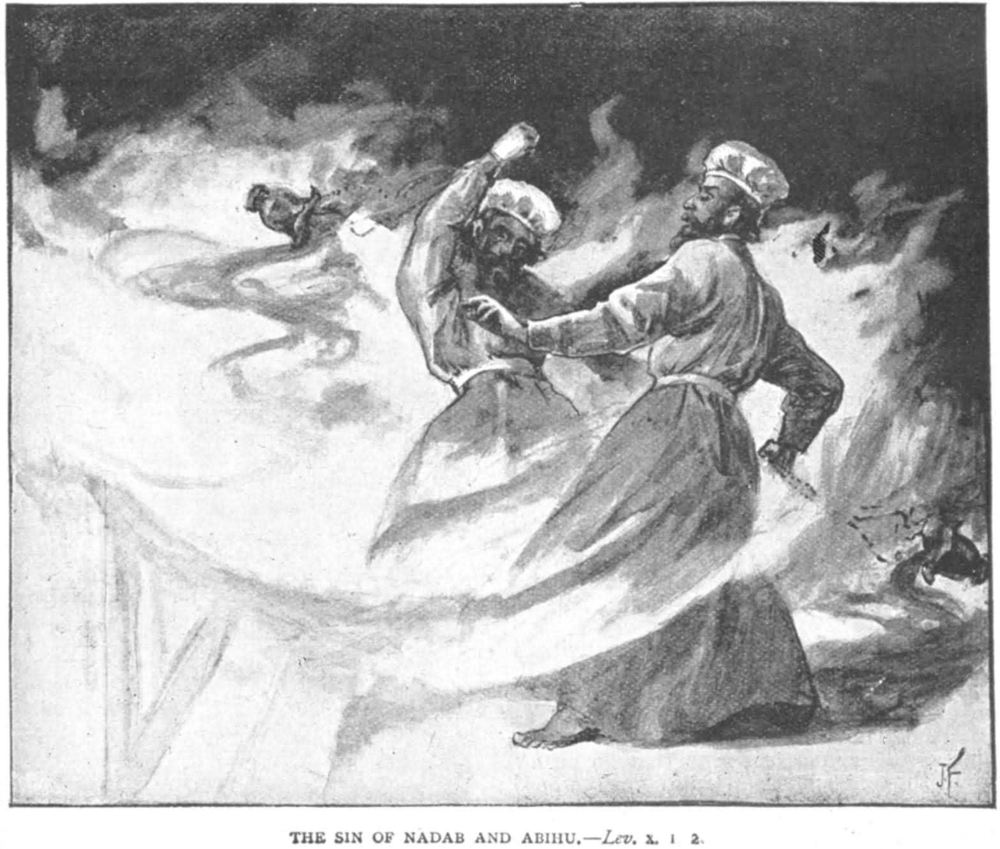 J.F.
THE SIN OF NADAB AND ABIHU.—Lev. x. 1 2.